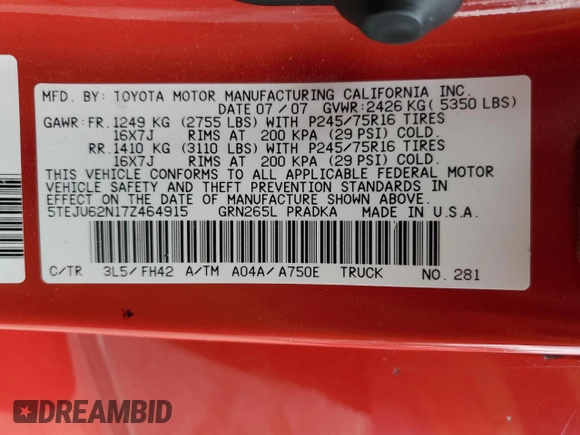 MFD. BY: TOYOTA MOTOR MANUFACTURING CALIFORNIA INC.
DATE 07/07 GVWR:2426 KG( 5350 LBS)
GAWR: FR. 1249 KG (2755 LBS) WITH P245/75R16 TIRES
16X7J RIMS AT 200 KPA (29 PSI) COLD.
RR. 1410 KG (3110 LBS) WITH P245/75R16 TIRES
16X7J RIMS AT 200 KPA (29 PSI) COLD.
THIS VEHICLE CONFORMS TO ALL APPLICABLE FEDERAL MOTOR
VEHICLE SAFETY AND THEFT PREVENTION STANDARDS IN
EFFECT ON THE DATE OF MANUFACTURE SHOWN ABOVE.
5TEJU62N17Z464915 GRN265L PRADKA MADE IN U.S.A.
C/TR 3L5/FH42 A/TM A04A/A750E TRUCK NO. 281
DREAMBID